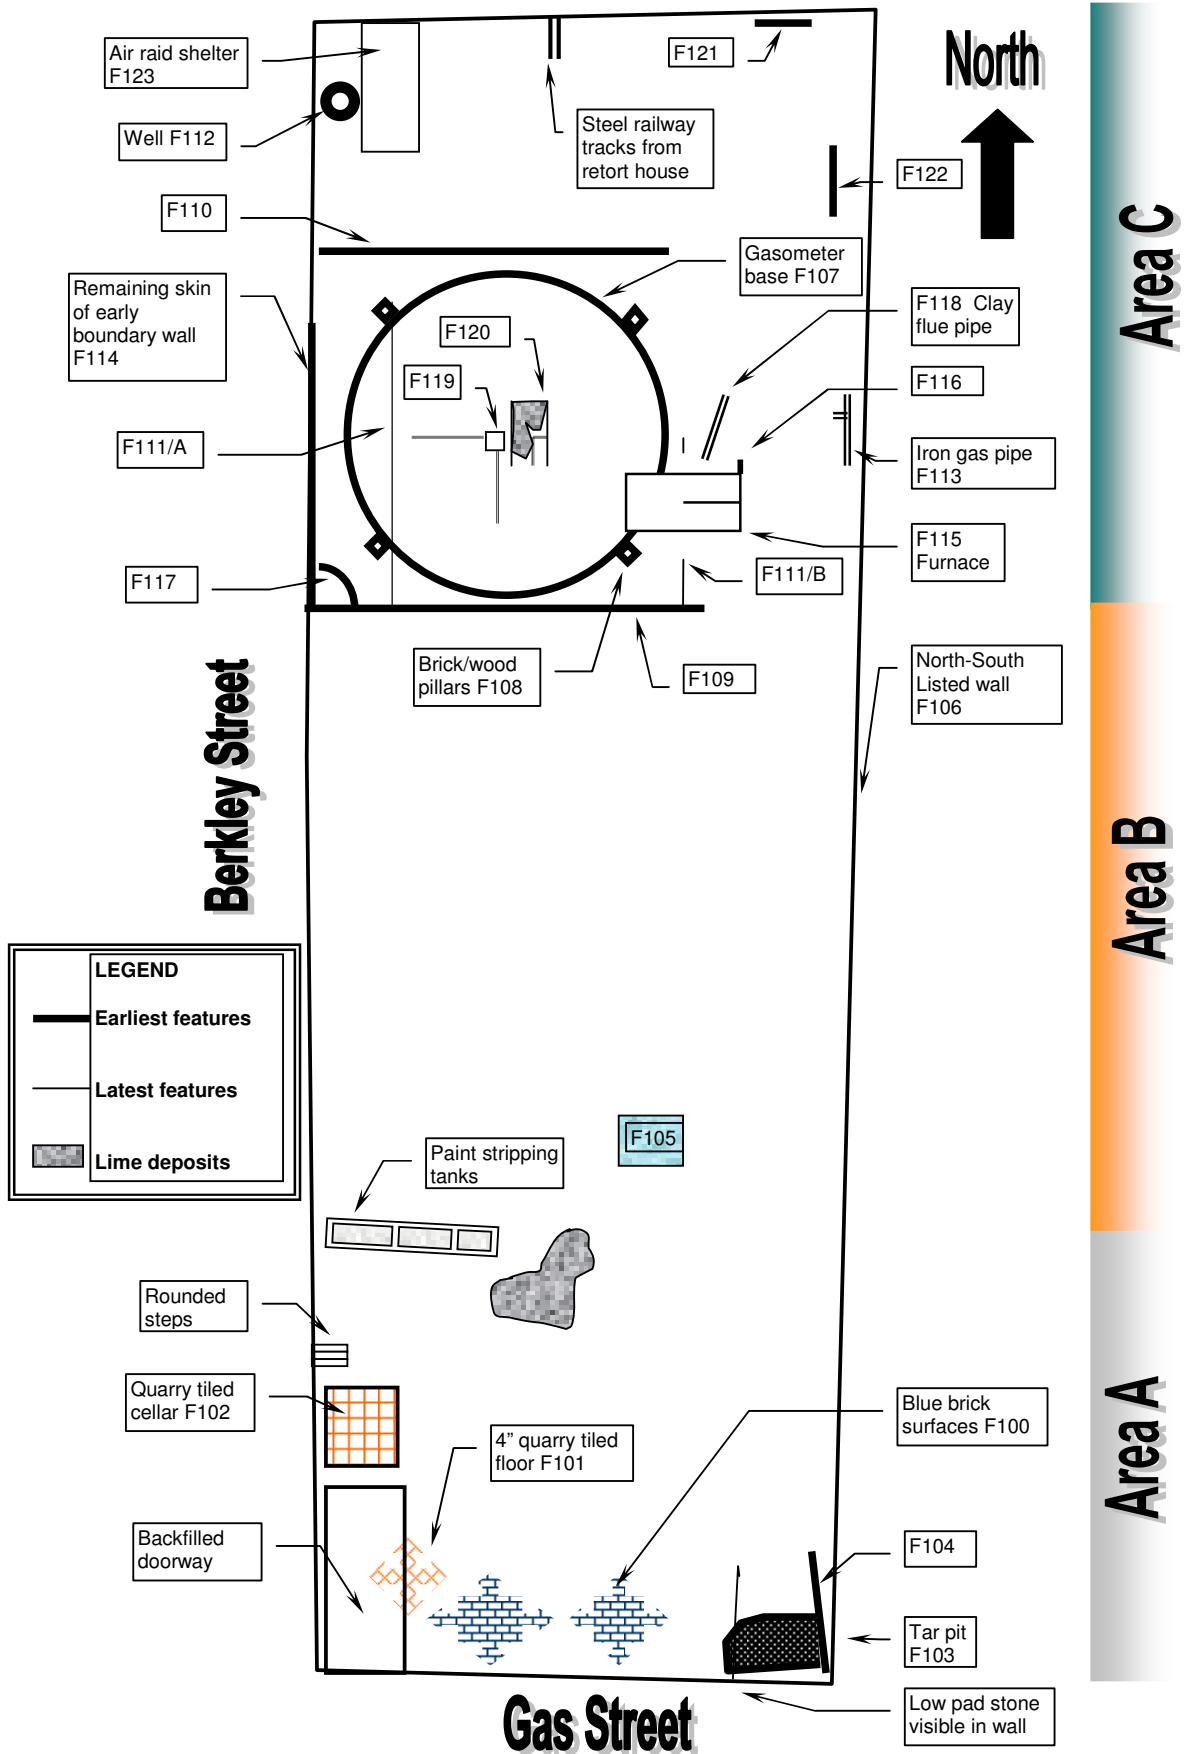 Air raid shelter
F123
F121
North
Well F112
Steel railway
tracks from
retort house
F122
F110
Gasometer
base F107
Area C
Remaining skin
of early
boundary wall
F114
F120
F118 Clay
flue pipe
F119
F116
F111/A
Iron gas pipe
F113
F115
Furnace
F117
F111/B
Brick/wood
pillars F108
F109
North-South
Listed wall
F106
Berkley Street
Area B
LEGEND
Earliest features
Latest features
Lime deposits
F105
Paint stripping
tanks
Rounded
steps
Quarry tiled
cellar F102
4” quarry tiled
floor F101
Blue brick
surfaces F100
Area A
Backfilled
doorway
F104
Tar pit
F103
Low pad stone
visible in wall
Gas Street